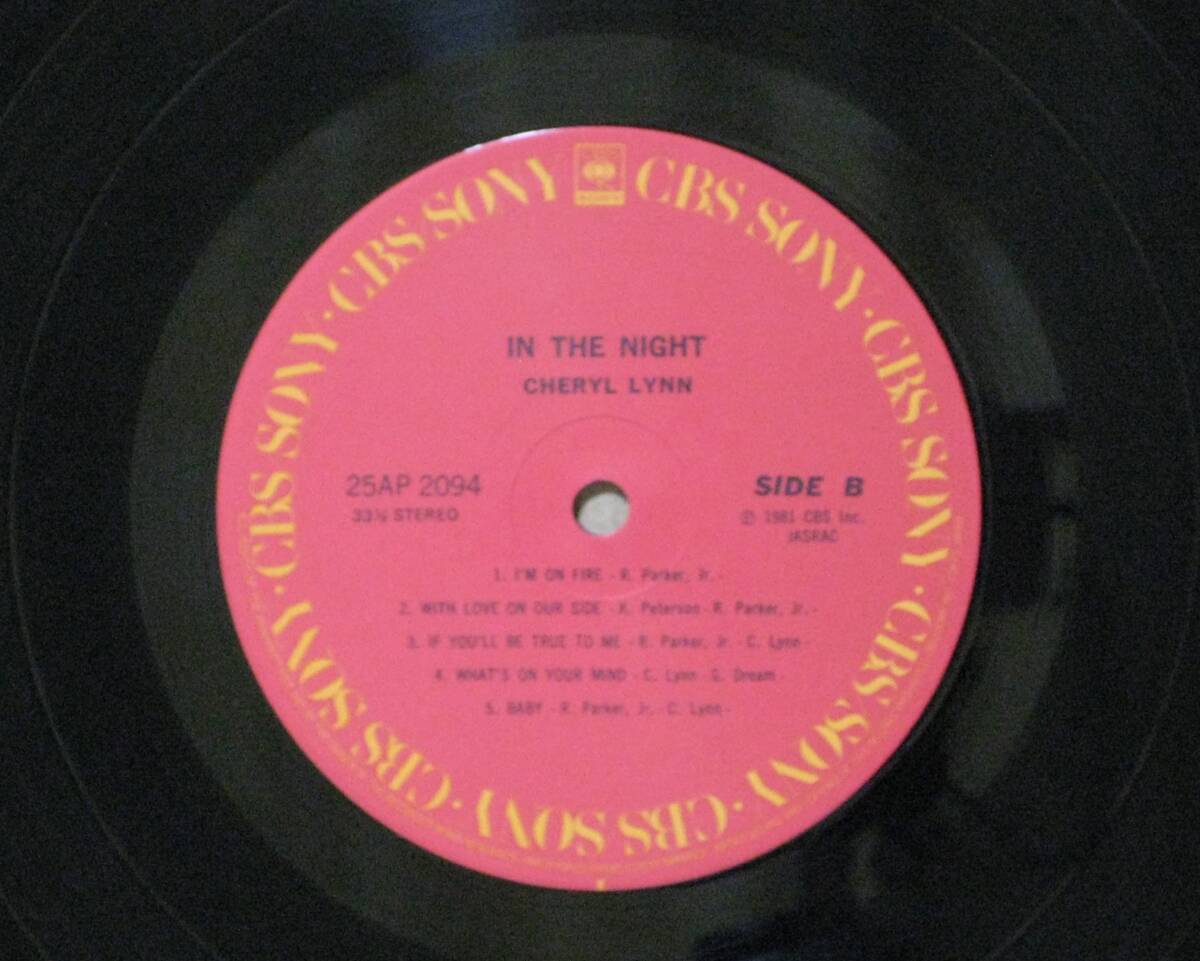 CBS SONY · CBS SONY · CBS SONY · CBS SONY · CBS SONY · CBS SONY · CBS SONY
IN THE NIGHT
CHERYL LYNN
25AP 2094
33⅓ STEREO
SIDE B
Ⓟ 1981 CBS Inc.
JASRAC
1. I'M ON FIRE - R. Parker, Jr. -
2. WITH LOVE ON OUR SIDE - K. Peterson - R. Parker, Jr. -
3. IF YOU'LL BE TRUE TO ME - R. Parker, Jr. - C. Lynn -
4. WHAT'S ON YOUR MIND - C. Lynn - G. Dream -
5. BABY - R. Parker, Jr. - C. Lynn -